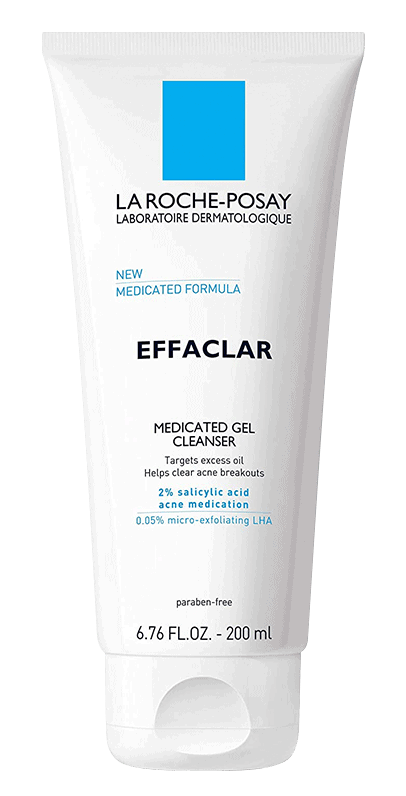 LA ROCHE-POSAY
LABORATOIRE DERMATOLOGIQUE
NEW
MEDICATED FORMULA
EFFACLAR
MEDICATED GEL
CLEANSER
Targets excess oil
Helps clear acne breakouts
2% salicylic acid
acne medication
0.05% micro-exfoliating LHA
paraben-free
6.76 FL.OZ. - 200 ml